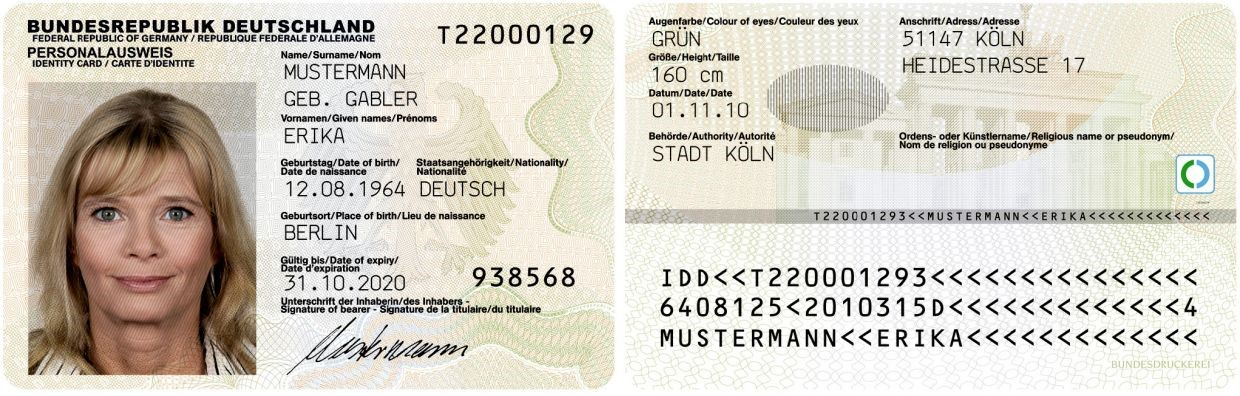 BUNDESREPUBLIK DEUTSCHLAND
FEDERAL REPUBLIC OF GERMANY / REPUBLIQUE FEDERALE D'ALLEMAGNE
PERSONALAUSWEIS
IDENTITY CARD / CARTE D'IDENTITE
T22000129
Name/Surname/Nom
MUSTERMANN
GEB. GABLER
Vornamen/Given names/Prénoms
ERIKA
Geburtstag/Date of birth/
Date de naissance
12.08.1964
Staatsangehörigkeit/Nationality/
Nationalité
DEUTSCH
Geburtsort/Place of birth/Lieu de naissance
BERLIN
Gültig bis/Date of expiry/
Date d'expiration
31.10.2020
938568
Unterschrift der Inhaberin/des Inhabers -
Signature of bearer - Signature de la titulaire/du titulaire
Mustermann
Augenfarbe/Colour of eyes/Couleur des yeux
GRÜN
Größe/Height/Taille
160 cm
Datum/Date/Date
01.11.10
Behörde/Authority/Autorité
STADT KÖLN
Anschrift/Adress/Adresse
51147 KÖLN
HEIDESTRASSE 17
Ordens- oder Künstlername/Religious name or pseudonym/
Nom de religion ou pseudonyme
T220001293<<MUSTERMANN<<ERIKA<<<<<<<<<<<<<
IDD<<T220001293<<<<<<<<<<<<<<<
6408125<2010315D<<<<<<<<<<<<<4
MUSTERMANN<<ERIKA<<<<<<<<<<<<<
BUNDESDRUCKEREI